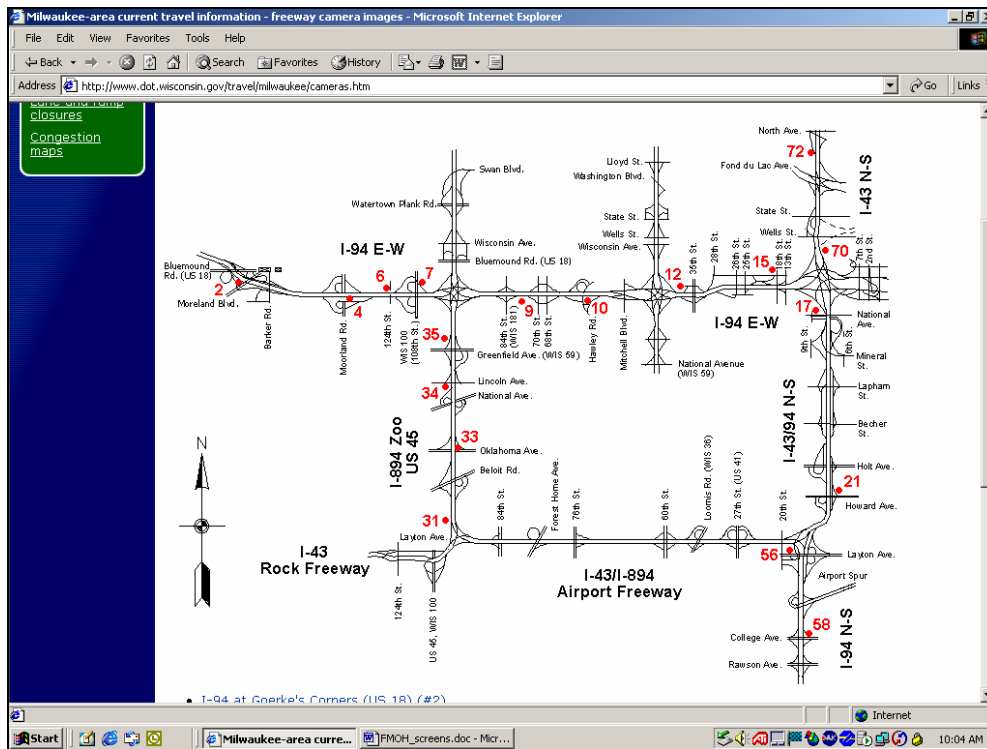 Milwaukee-area current travel information - freeway camera images - Microsoft Internet Explorer
File Edit View Favorites Tools Help
Back Search Favorites History
Address http://www.dot.wisconsin.gov/travel/milwaukee/cameras.htm Go Links
Lane and ramp
closures
Congestion
maps
North Ave.
72
Fond du Lac Ave.
I-43 N-S
State St.
Wells St.
70
7th St.
2nd St.
Lloyd St.
Washington Blvd.
State St.
Wells St.
Wisconsin Ave.
Swan Blvd.
Watertown Plank Rd.
Wisconsin Ave.
Bluemound Rd. (US 18)
I-94 E-W
Bluemound
Rd. (US 18)
Moreland Blvd.
2
Barker Rd.
4
Moorland Rd.
6
124th St.
7
WIS 100
(108th St.)
9
84th St.
(WIS 181)
70th St.
68th St.
10
Hawley Rd.
Mitchell Blvd.
12
35th St.
28th St.
26th St.
25th St.
15
18th St.
13th St.
I-94 E-W
National Avenue
(WIS 59)
17
National
Ave.
9th St.
6th St.
Mineral
St.
Lapham
St.
Becher
St.
I-43/94 N-S
Holt Ave.
21
Howard Ave.
35
Greenfield Ave. (WIS 59)
Lincoln Ave.
34
National Ave.
I-894 Zoo
US 45
33
Oklahoma Ave.
Beloit Rd.
31
Layton Ave.
N
I-43
Rock Freeway
124th St.
US 45, WIS 100
84th St.
Forest Home Ave.
76th St.
60th St.
Loomis Rd. (WIS 36)
27th St. (US 41)
20th St.
I-43/I-894
Airport Freeway
56
Layton Ave.
Airport Spur
58
College Ave.
Rawson Ave.
I-94 N-S
I-94 at Goerke's Corners (US 18) (#2)
Internet
Start Milwaukee-area curre... FMOH_screens.doc - Micr... 10:04 AM